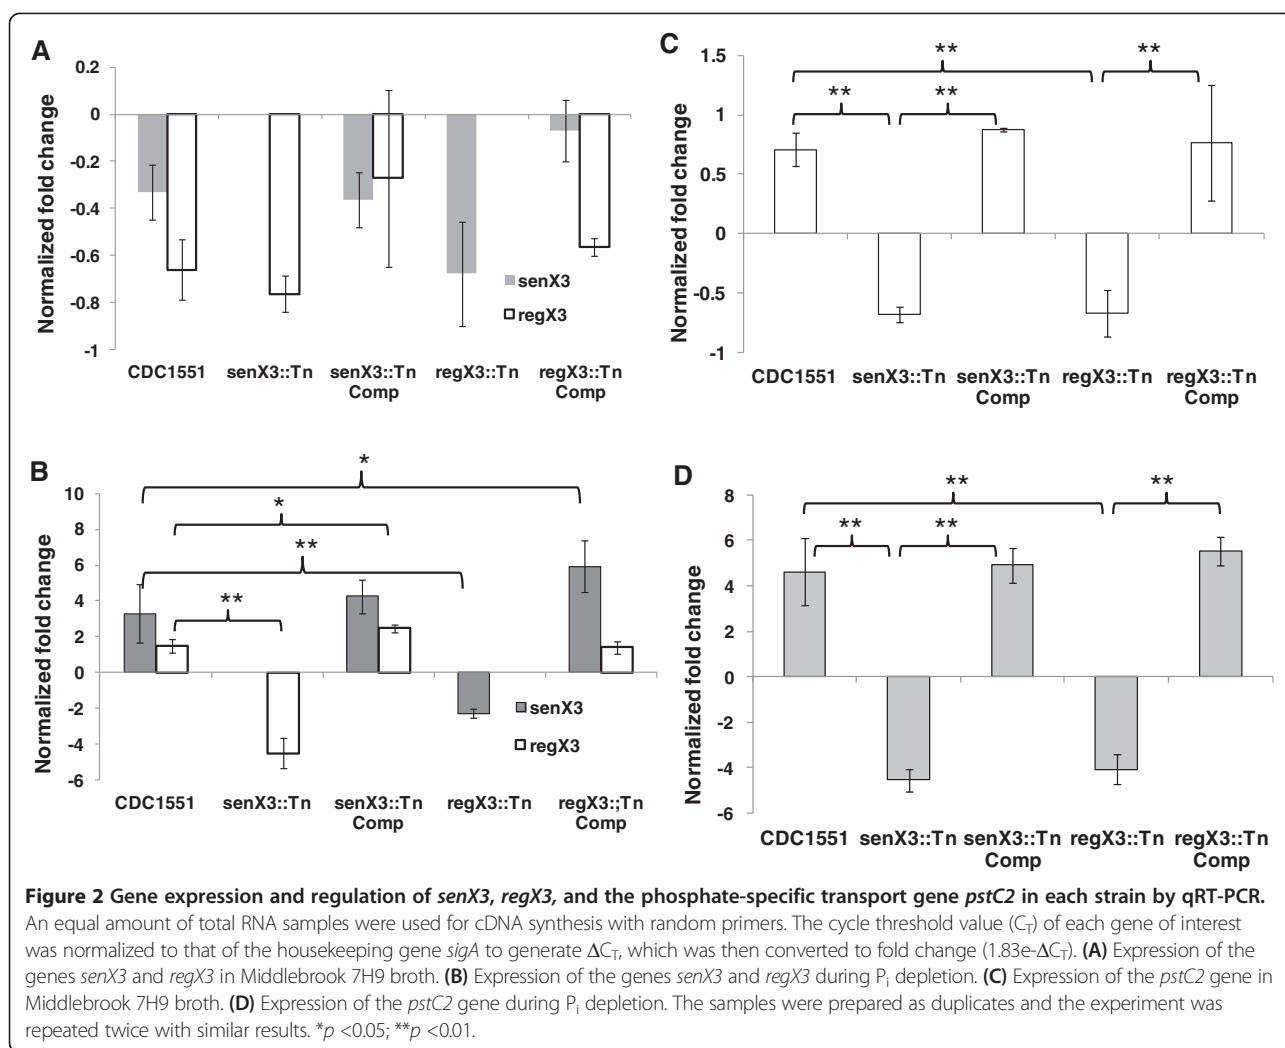 A
Normalized fold change
0.2
0
-0.2
-0.4
-0.6
-0.8
-1
senX3
regX3
CDC1551 senX3::Tn senX3::Tn regX3::Tn regX3::Tn
Comp Comp
C
Normalized fold change
1.5
1
0.5
0
-0.5
-1
** **
** **
CDC1551 senX3::Tn senX3::Tn regX3::Tn regX3::Tn
Comp Comp
B
Normalized fold change
10
8
6
4
2
0
-2
-4
-6
*
*
**
**
senX3
regX3
CDC1551 senX3::Tn senX3::Tn regX3::Tn regX3:;Tn
Comp Comp
D
Normalized fold change
8
6
4
2
0
-2
-4
-6
** **
** **
CDC1551 senX3::Tn senX3::Tn regX3::Tn regX3::Tn
Comp Comp
Figure 2 Gene expression and regulation of senX3, regX3, and the phosphate-specific transport gene pstC2 in each strain by qRT-PCR.
An equal amount of total RNA samples were used for cDNA synthesis with random primers. The cycle threshold value (CT) of each gene of interest
was normalized to that of the housekeeping gene sigA to generate ΔCT, which was then converted to fold change (1.83e-ΔCT). (A) Expression of the
genes senX3 and regX3 in Middlebrook 7H9 broth. (B) Expression of the genes senX3 and regX3 during Pi depletion. (C) Expression of the pstC2 gene in
Middlebrook 7H9 broth. (D) Expression of the pstC2 gene during Pi depletion. The samples were prepared as duplicates and the experiment was
repeated twice with similar results. *p <0.05; **p <0.01.